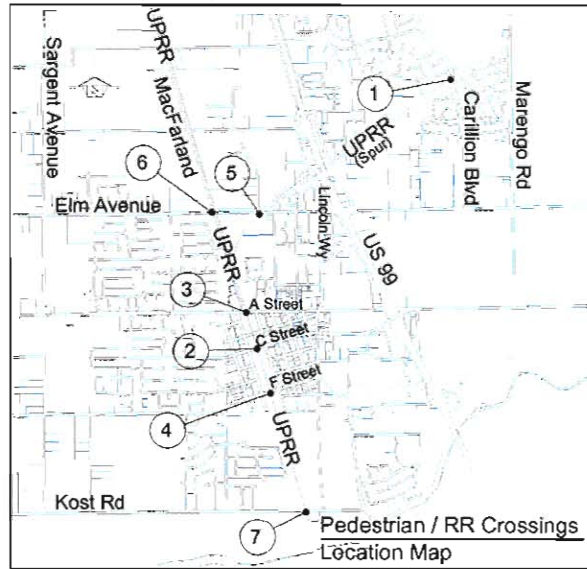 UPRR
Sargent Avenue
MacFarland
1
Carillion Blvd
Marengo Rd
UPRR
(Spur)
6
5
Elm Avenue
Lincoln Wy
UPRR
US 99
3
A Street
2
C Street
F Street
4
UPRR
Kost Rd
7
Pedestrian / RR Crossings
Location Map